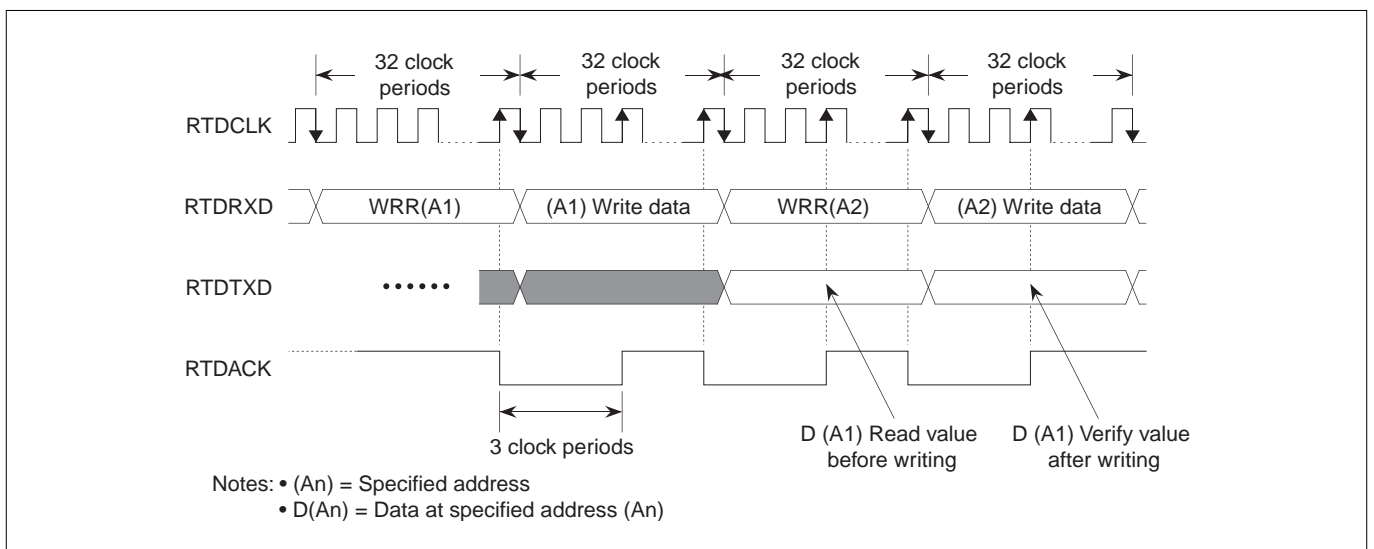 32 clock periods
32 clock periods
32 clock periods
32 clock periods
RTDCLK
RTDRXD
WRR(A1)
(A1) Write data
WRR(A2)
(A2) Write data
RTDTXD
••••••
RTDACK
3 clock periods
D (A1) Read value
before writing
D (A1) Verify value
after writing
Notes: • (An) = Specified address
• D(An) = Data at specified address (An)